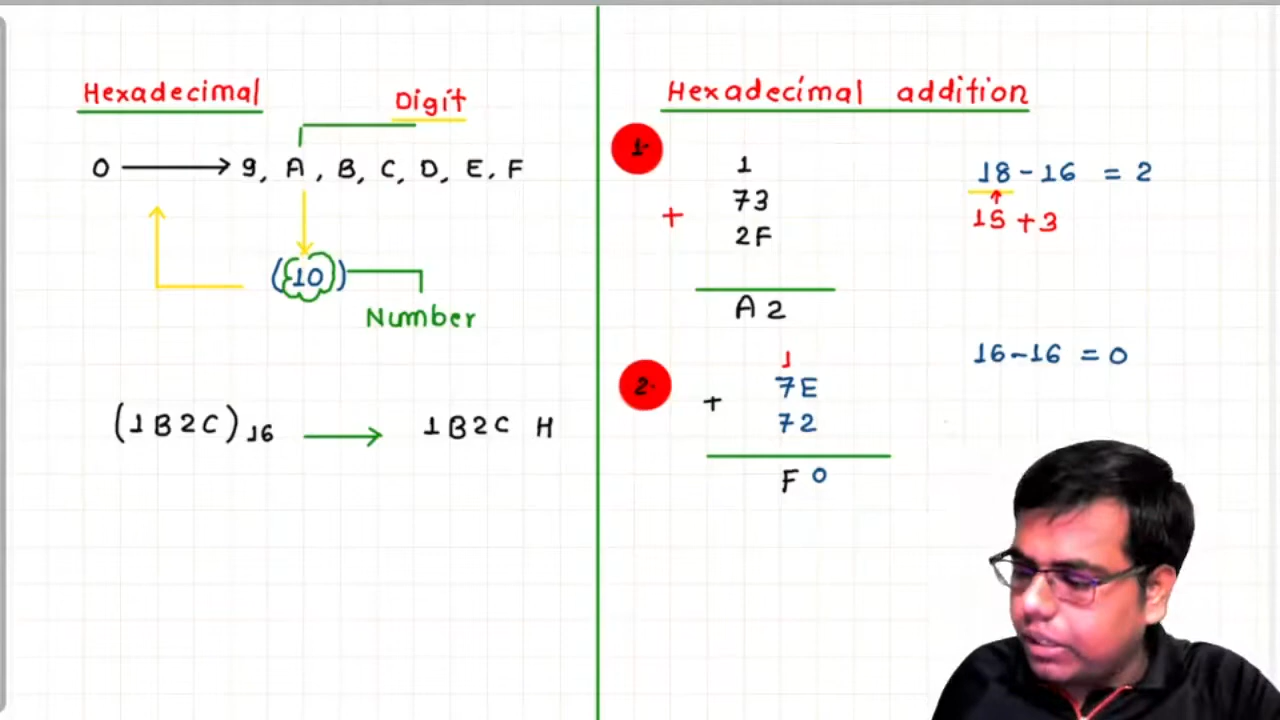 Hexadecimal
Digit
0 → 9, A, B, C, D, E, F
(10)
Number
(1B2C)16 → 1B2C H
Hexadecimal addition
1.
1
73
+
2F
A2
18 - 16 = 2
15 + 3
2.
1
7E
+
72
F0
16 - 16 = 0